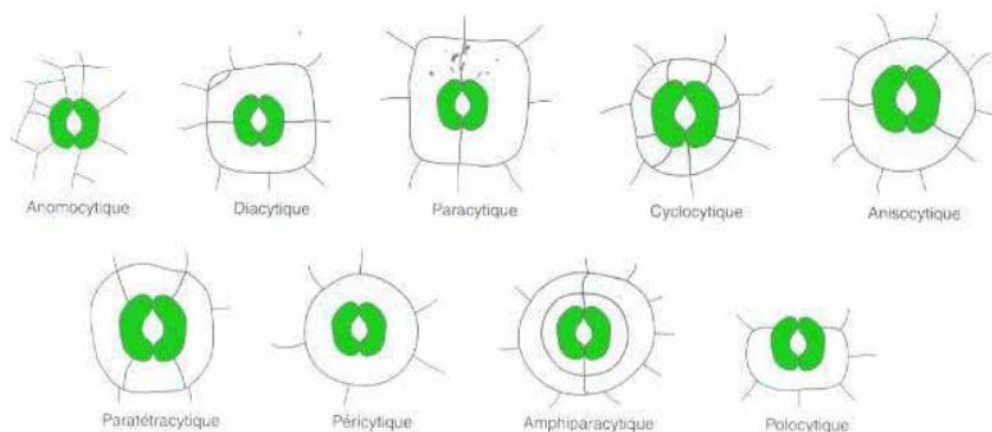 Anomocytique
Diacytique
Paracytique
Cyclocytique
Anisocytique
Paratétracytique
Péricytique
Amphiparacytique
Polocytique